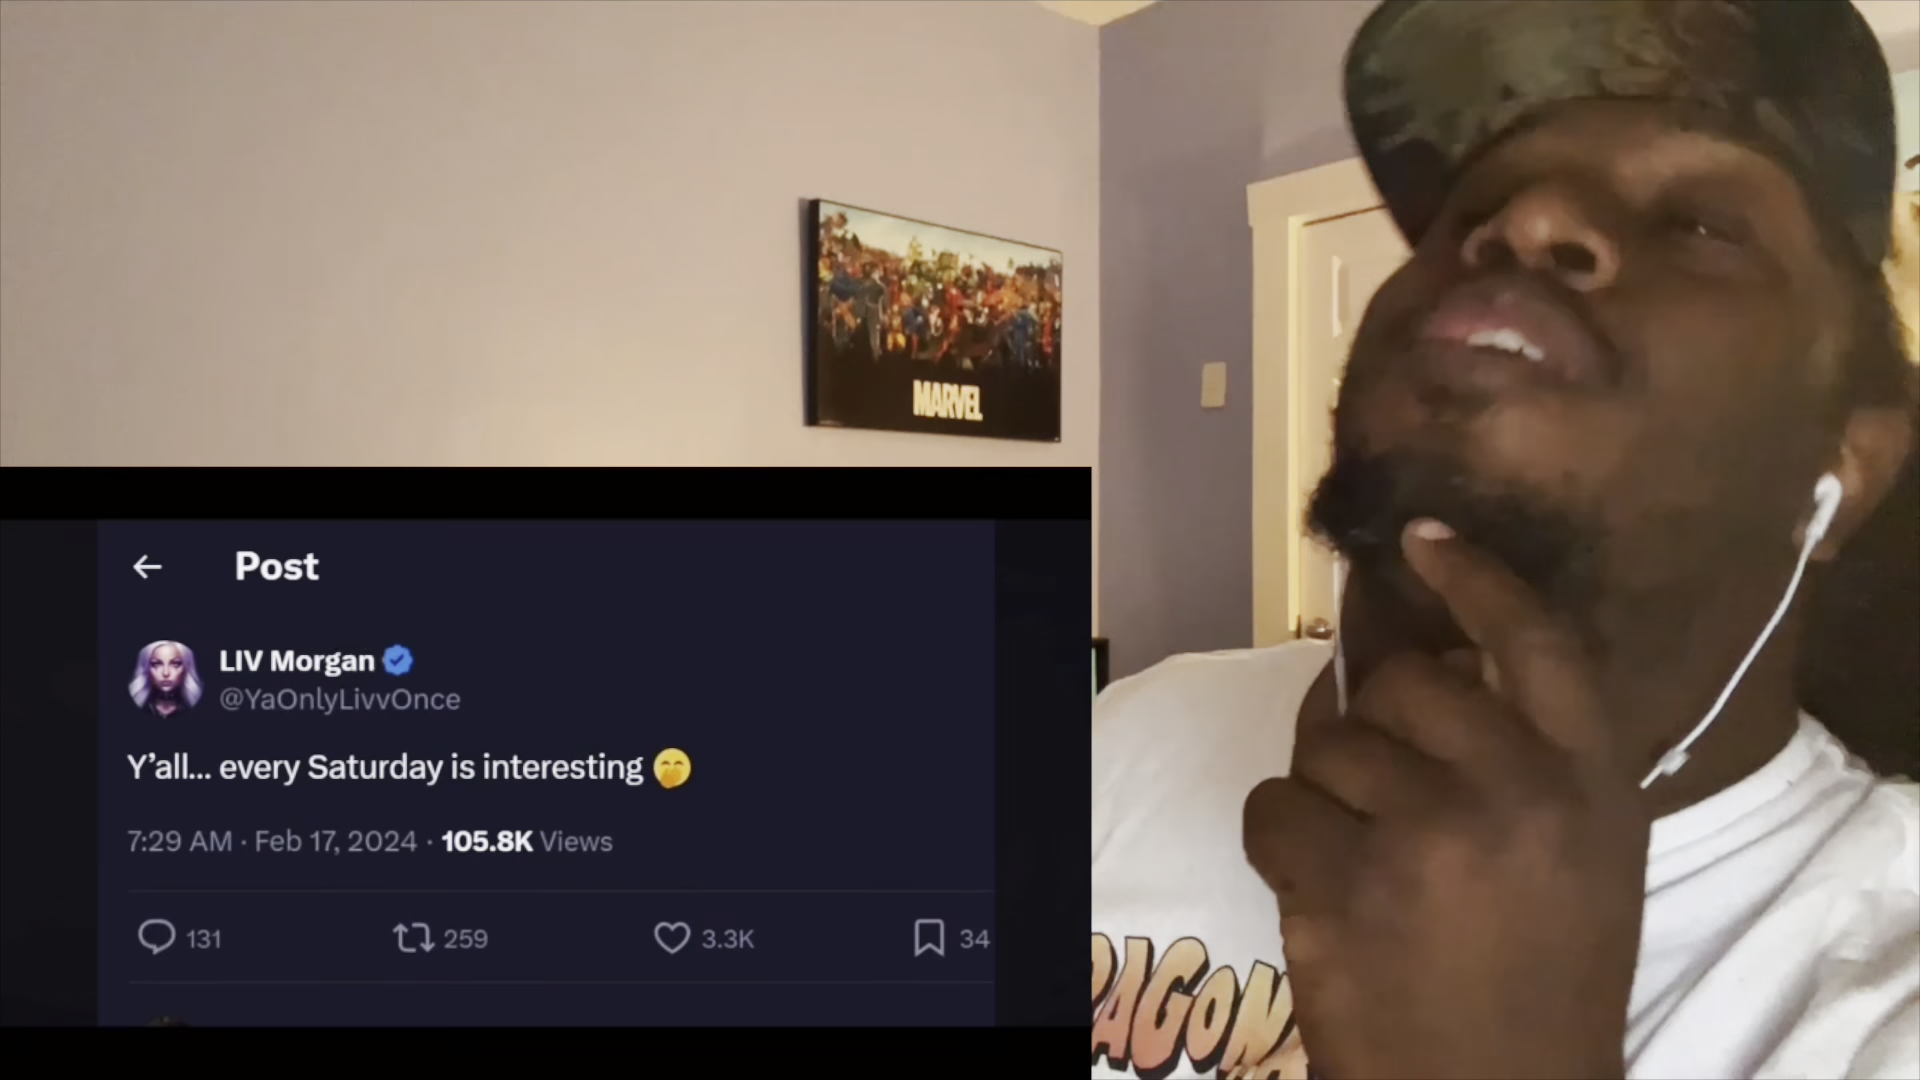 MARVEL
Post
LIV Morgan
@YaOnlyLivvOnce
Y’all... every Saturday is interesting 🤭
7:29 AM · Feb 17, 2024 · 105.8K Views
131 259 3.3K 34